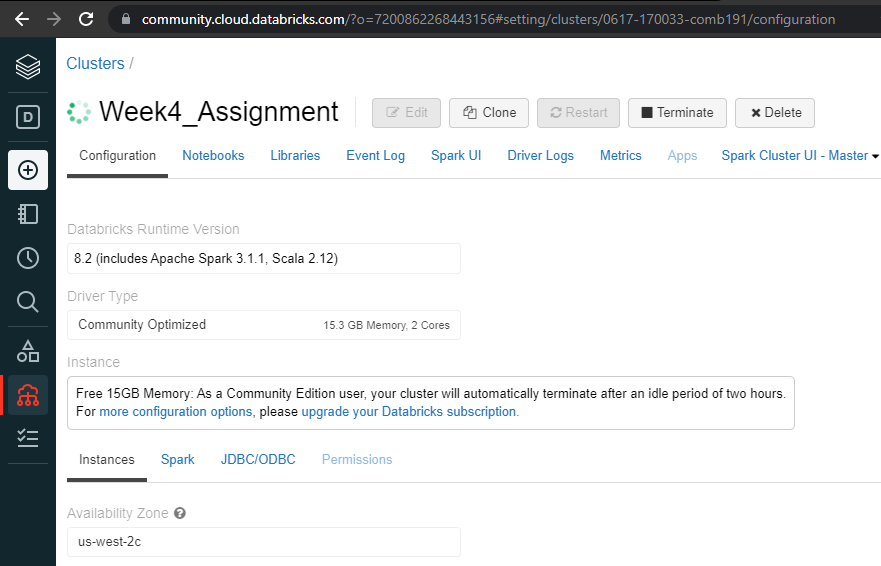 community.cloud.databricks.com/?o=7200862268443156#setting/clusters/0617-170033-comb191/configuration
Clusters /
D
Week4_Assignment
Edit
Clone
Restart
Terminate
Delete
Configuration
Notebooks
Libraries
Event Log
Spark UI
Driver Logs
Metrics
Apps
Spark Cluster UI - Master
Databricks Runtime Version
8.2 (includes Apache Spark 3.1.1, Scala 2.12)
Driver Type
Community Optimized 15.3 GB Memory, 2 Cores
Instance
Free 15GB Memory: As a Community Edition user, your cluster will automatically terminate after an idle period of two hours.
For more configuration options, please upgrade your Databricks subscription.
Instances
Spark
JDBC/ODBC
Permissions
Availability Zone ?
us-west-2c